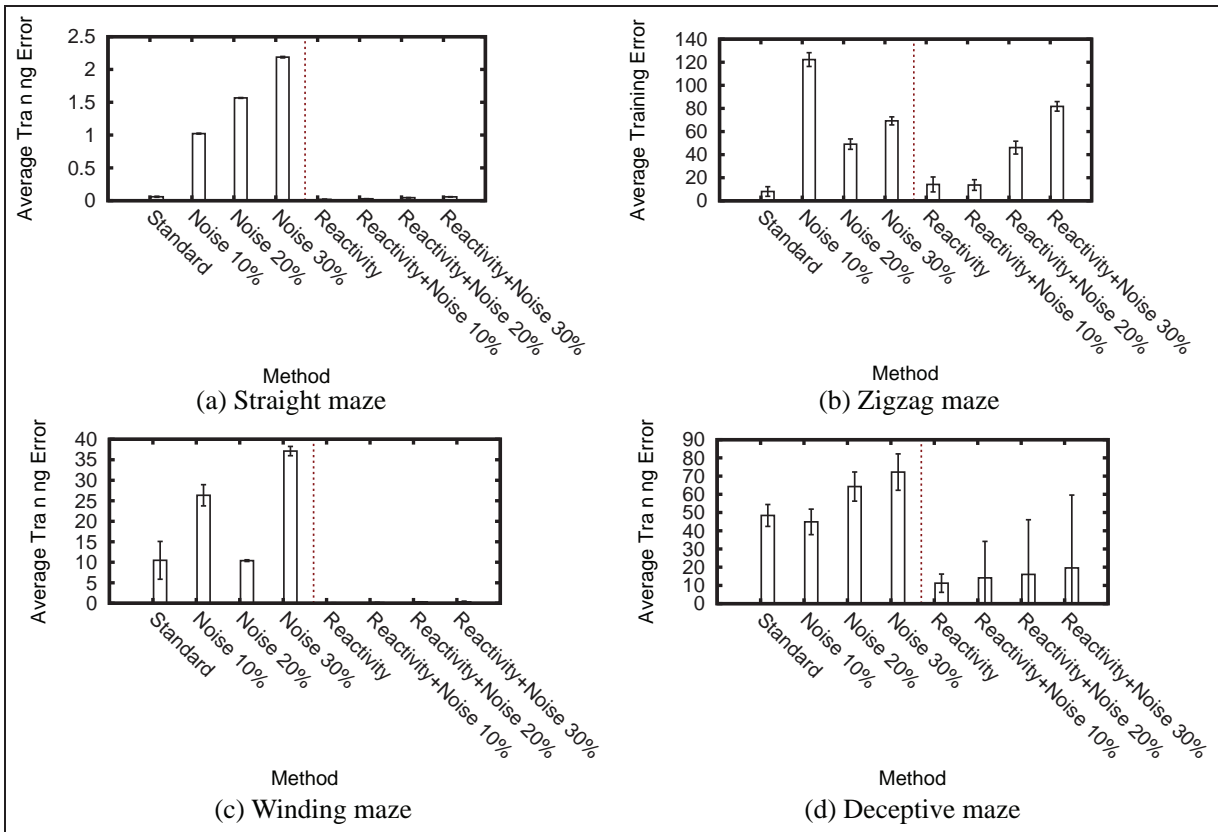 Average Tra n ng Error
2.5
2
1.5
1
0.5
0
Standard
Noise 10%
Noise 20%
Noise 30%
Reactivity
Reactivity+Noise 10%
Reactivity+Noise 20%
Reactivity+Noise 30%
Method
(a) Straight maze
Average Training Error
140
120
100
80
60
40
20
0
Standard
Noise 10%
Noise 20%
Noise 30%
Reactivity
Reactivity+Noise 10%
Reactivity+Noise 20%
Reactivity+Noise 30%
Method
(b) Zigzag maze
Average Tra n ng Error
40
35
30
25
20
15
10
5
0
Standard
Noise 10%
Noise 20%
Noise 30%
Reactivity
Reactivity+Noise 10%
Reactivity+Noise 20%
Reactivity+Noise 30%
Method
(c) Winding maze
Average Tra n ng Error
90
80
70
60
50
40
30
20
10
0
Standard
Noise 10%
Noise 20%
Noise 30%
Reactivity
Reactivity+Noise 10%
Reactivity+Noise 20%
Reactivity+Noise 30%
Method
(d) Deceptive maze